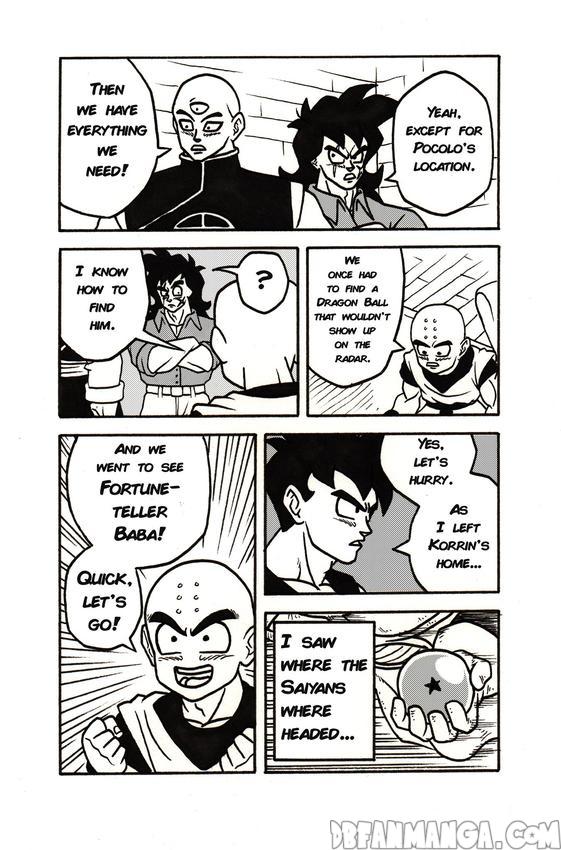 Then
we have
everything
we
need!
Yeah,
except for
Pocolo's
location.
I know
how to
find
him.
?
We
once had
to find a
Dragon Ball
that wouldn't
show up
on the
radar.
And we
went to see
Fortune-
teller
Baba!
Quick,
let's
go!
Yes,
let's
hurry.
As
I left
Korrin's
home...
I saw
where the
Saiyans
where
headed...
DBFANMANGA.COM